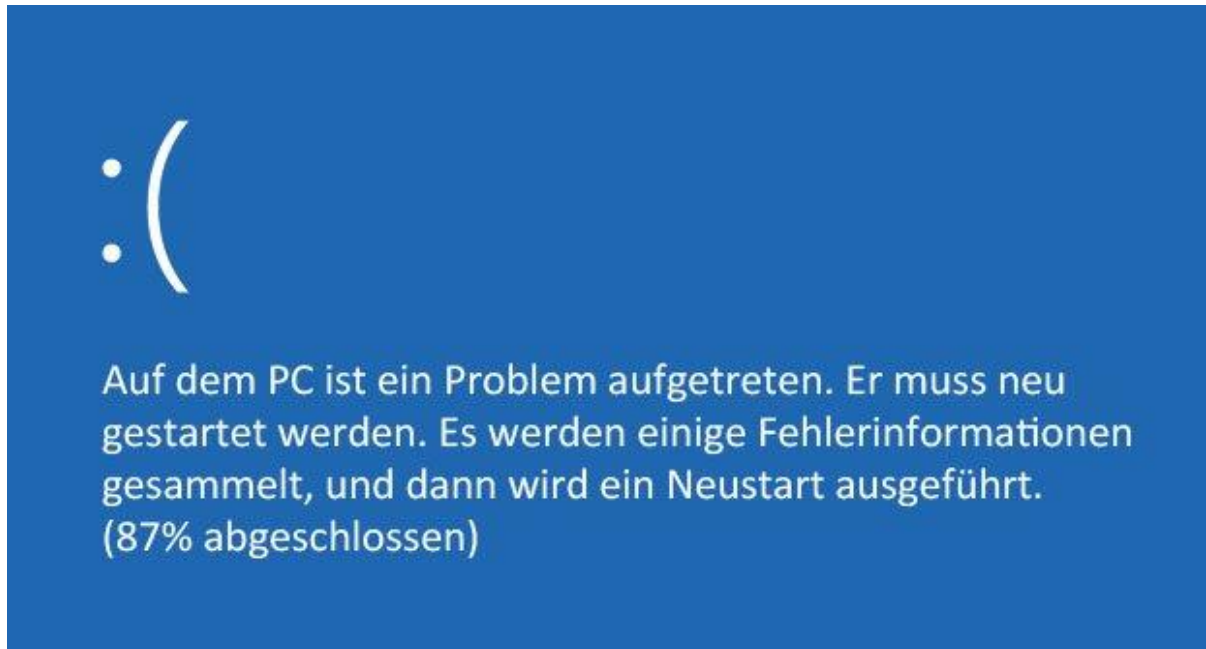 :(
Auf dem PC ist ein Problem aufgetreten. Er muss neu
gestartet werden. Es werden einige Fehlerinformationen
gesammelt, und dann wird ein Neustart ausgeführt.
(87% abgeschlossen)